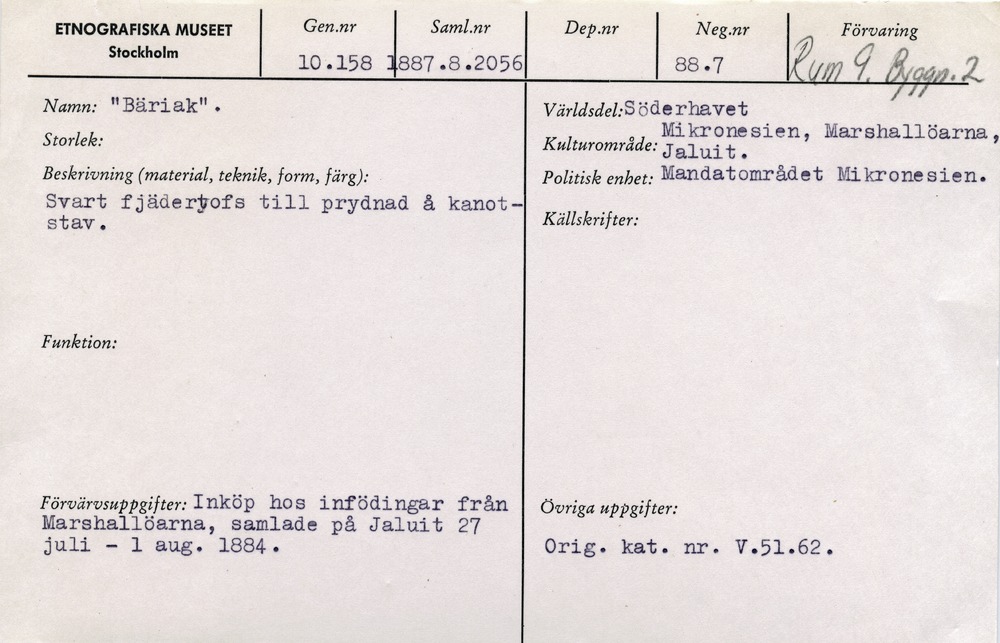 ETNOGRAFISKA MUSEET
Stockholm
Gen.nr
10.158
Saml.nr
1887.8.2056
Dep.nr
Neg.nr
88.7
Förvaring
Rum 9. Byggn. 2
Namn: "Bäriak".
Storlek:
Beskrivning (material, teknik, form, färg):
Svart fjädertofs till prydnad å kanot-
stav.
Funktion:
Förvärvsuppgifter: Inköp hos infödingar från
Marshallöarna, samlade på Jaluit 27
juli - 1 aug. 1884.
Världsdel: Söderhavet
Kulturområde: Mikronesien, Marshallöarna,
Jaluit.
Politisk enhet: Mandatområdet Mikronesien.
Källskrifter:
Övriga uppgifter:
Orig. kat. nr. V.51.62.